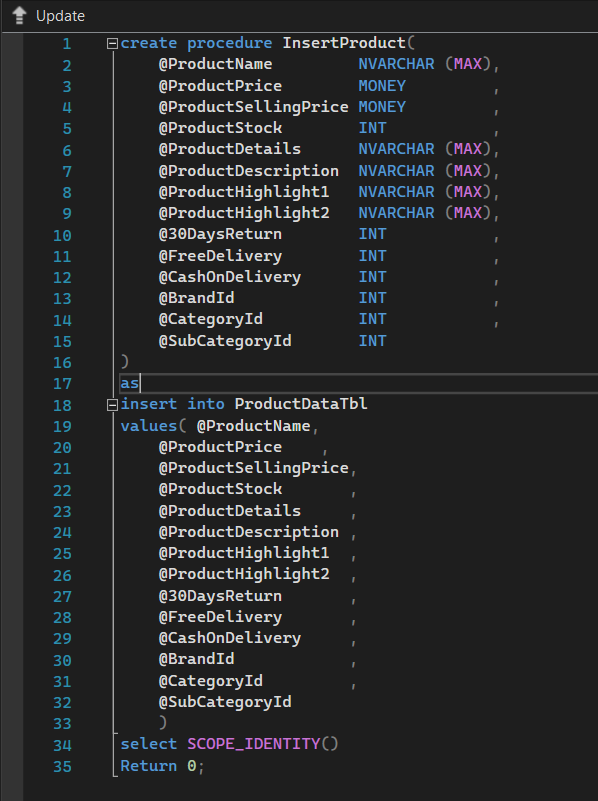 Update
1 create procedure InsertProduct(
2 @ProductName NVARCHAR (MAX),
3 @ProductPrice MONEY ,
4 @ProductSellingPrice MONEY ,
5 @ProductStock INT ,
6 @ProductDetails NVARCHAR (MAX),
7 @ProductDescription NVARCHAR (MAX),
8 @ProductHighlight1 NVARCHAR (MAX),
9 @ProductHighlight2 NVARCHAR (MAX),
10 @30DaysReturn INT ,
11 @FreeDelivery INT ,
12 @CashOnDelivery INT ,
13 @BrandId INT ,
14 @CategoryId INT ,
15 @SubCategoryId INT
16 )
17 as
18 insert into ProductDataTbl
19 values( @ProductName,
20 @ProductPrice ,
21 @ProductSellingPrice,
22 @ProductStock ,
23 @ProductDetails ,
24 @ProductDescription ,
25 @ProductHighlight1 ,
26 @ProductHighlight2 ,
27 @30DaysReturn ,
28 @FreeDelivery ,
29 @CashOnDelivery ,
30 @BrandId ,
31 @CategoryId ,
32 @SubCategoryId
33 )
34 select SCOPE_IDENTITY()
35 Return 0;